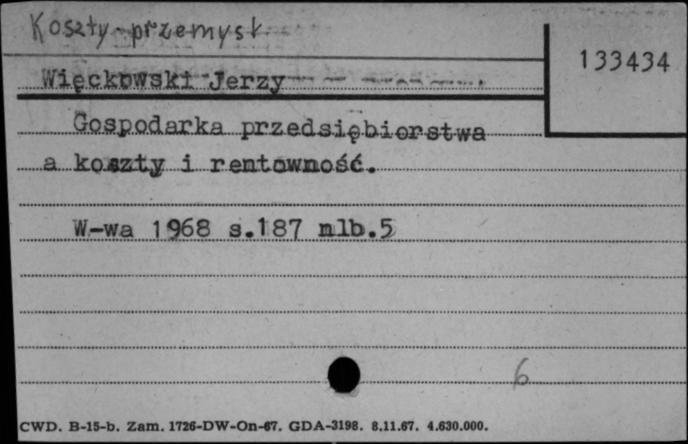 Koszty - przemysł
133434
Więckowski Jerzy
Gospodarka przedsiębiorstwa
a koszty i rentowność.
W-wa 1968 s.187 nlb.5
6
CWD. B-15-b. Zam. 1726-DW-On-67. GDA-3198. 8.11.67. 4.630.000.